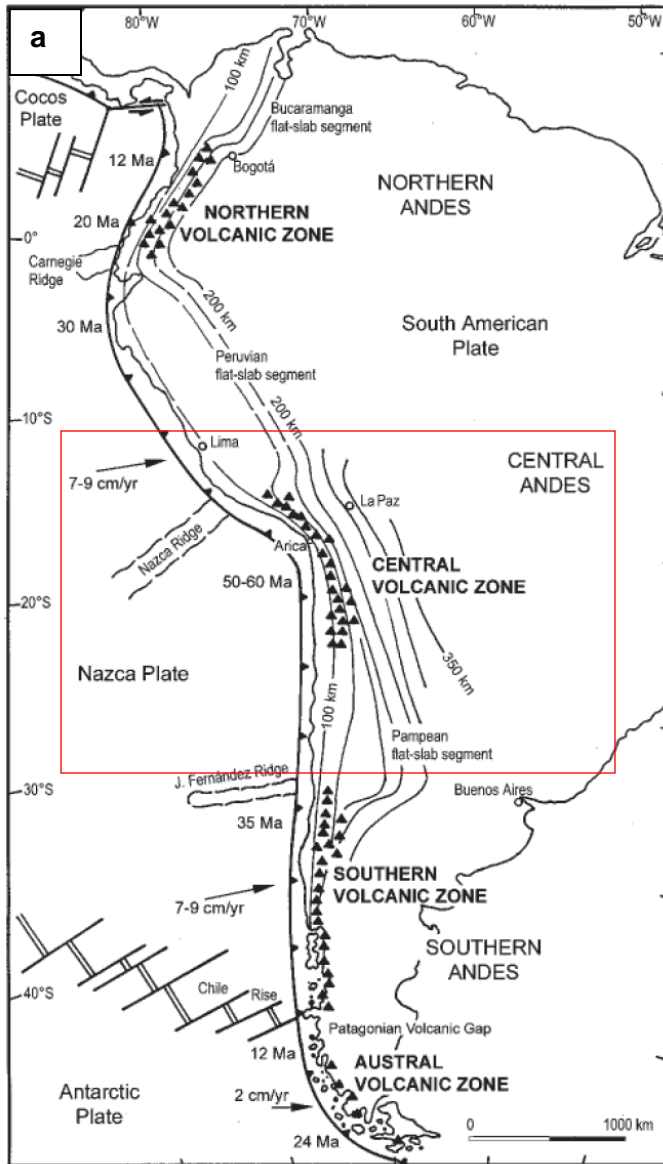 a
80°W
70°W
60°W
50°W
Cocos
Plate
100 km
Bucaramanga
flat-slab segment
12 Ma
Bogotá
NORTHERN
ANDES
20 Ma
NORTHERN
VOLCANIC ZONE
0°
Carnegie
Ridge
200 km
30 Ma
South American
Plate
Peruvian
flat-slab segment
200 km
10°S
Lima
CENTRAL
ANDES
7-9 cm/yr
La Paz
Nazca Ridge
Arica
50-60 Ma
CENTRAL
VOLCANIC ZONE
20°S
Nazca Plate
350 km
100 km
Pampean
flat-slab segment
J. Fernández Ridge
Buenos Aires
30°S
35 Ma
SOUTHERN
VOLCANIC ZONE
7-9 cm/yr
SOUTHERN
ANDES
Chile Rise
40°S
Patagonian Volcanic Gap
12 Ma
AUSTRAL
VOLCANIC ZONE
Antarctic
Plate
2 cm/yr
24 Ma
0
1000 km